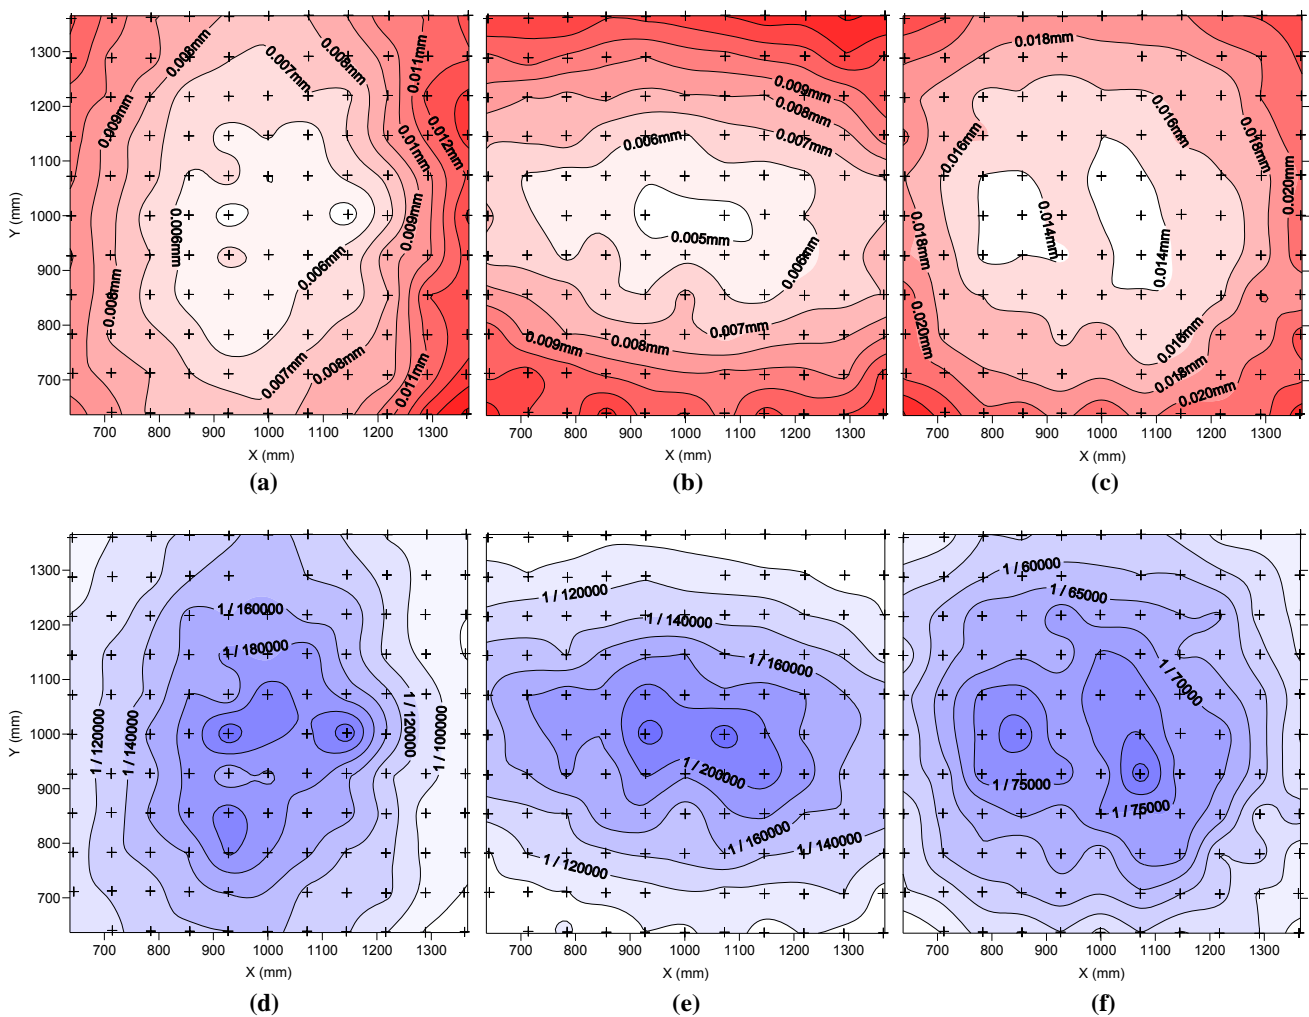 0.008mm
0.007mm
0.008mm
0.011mm
0.009mm
0.012mm
0.01mm
0.006mm
0.009mm
0.006mm
0.008mm
0.007mm
0.008mm
0.011mm
1300
1200
1100
1000
900
800
700
Y (mm)
700 800 900 1000 1100 1200 1300
X (mm)
(a)
0.009mm
0.008mm
0.007mm
0.006mm
0.005mm
0.006mm
0.007mm
0.008mm
0.009mm
700 800 900 1000 1100 1200 1300
X (mm)
(b)
0.018mm
0.016mm
0.016mm
0.018mm
0.020mm
0.018mm
0.014mm
0.014mm
0.020mm
0.016mm
0.018mm
0.020mm
700 800 900 1000 1100 1200 1300
X (mm)
(c)
1 / 160000
1 / 180000
1 / 120000
1 / 140000
1 / 120000
1 / 100000
1300
1200
1100
1000
900
800
700
Y (mm)
700 800 900 1000 1100 1200 1300
X (mm)
(d)
1 / 120000
1 / 140000
1 / 160000
1 / 200000
1 / 160000
1 / 140000
1 / 120000
700 800 900 1000 1100 1200 1300
X (mm)
(e)
1 / 60000
1 / 65000
1 / 70000
1 / 75000
1 / 75000
700 800 900 1000 1100 1200 1300
X (mm)
(f)